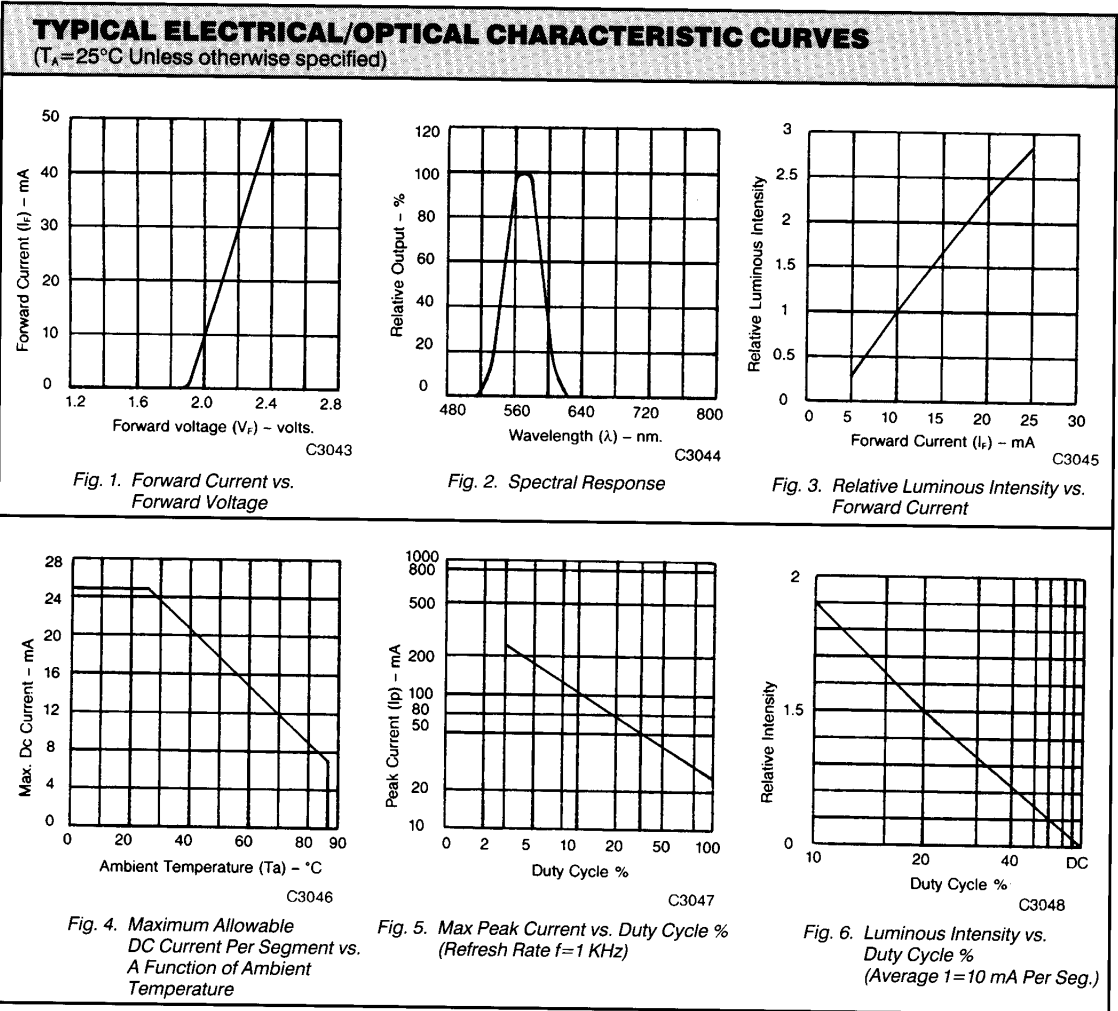 TYPICAL ELECTRICAL/OPTICAL CHARACTERISTIC CURVES
(TA=25°C Unless otherwise specified)
50
40
30
20
10
0
Forward Current (IF) – mA
1.2 1.6 2.0 2.4 2.8
Forward voltage (VF) – volts.
C3043
Fig. 1. Forward Current vs.
Forward Voltage
120
100
80
60
40
20
0
Relative Output – %
480 560 640 720 800
Wavelength (λ) – nm.
C3044
Fig. 2. Spectral Response
3
2.5
2
1.5
1
0.5
0
Relative Luminous Intensity
0 5 10 15 20 25 30
Forward Current (IF) – mA
C3045
Fig. 3. Relative Luminous Intensity vs.
Forward Current
28
24
20
16
12
8
4
0
Max. Dc Current – mA
0 20 40 60 80 90
Ambient Temperature (Ta) – °C
C3046
Fig. 4. Maximum Allowable
DC Current Per Segment vs.
A Function of Ambient
Temperature
1000
800
500
200
100
80
50
20
10
Peak Current (Ip) – mA
0 2 5 10 20 50 100
Duty Cycle %
C3047
Fig. 5. Max Peak Current vs. Duty Cycle %
(Refresh Rate f=1 KHz)
2
1.5
0
Relative Intensity
10 20 40 DC
Duty Cycle %
C3048
Fig. 6. Luminous Intensity vs.
Duty Cycle %
(Average 1=10 mA Per Seg.)